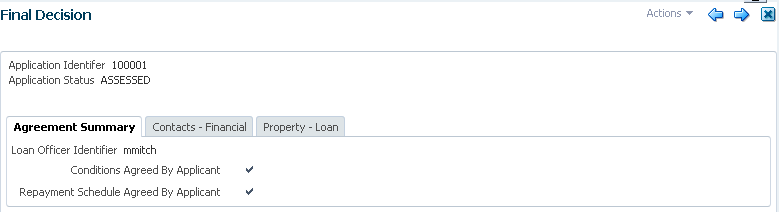 Final Decision
Actions
Application Identifer 100001
Application Status ASSESSED
Agreement Summary Contacts - Financial Property - Loan
Loan Officer Identifier mmitch
Conditions Agreed By Applicant
Repayment Schedule Agreed By Applicant